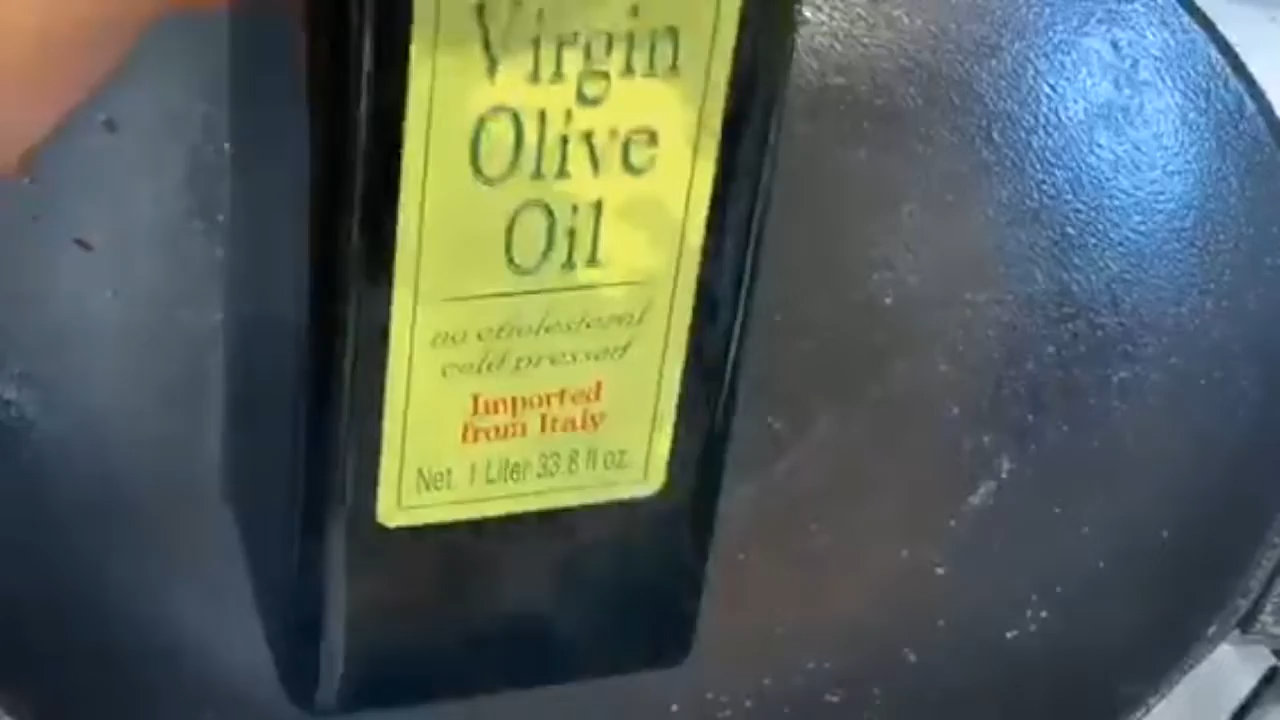 Virgin
Olive
Oil
no cholesterol
cold pressed
Imported
from Italy
Net. 1 Liter 33.8 fl oz.